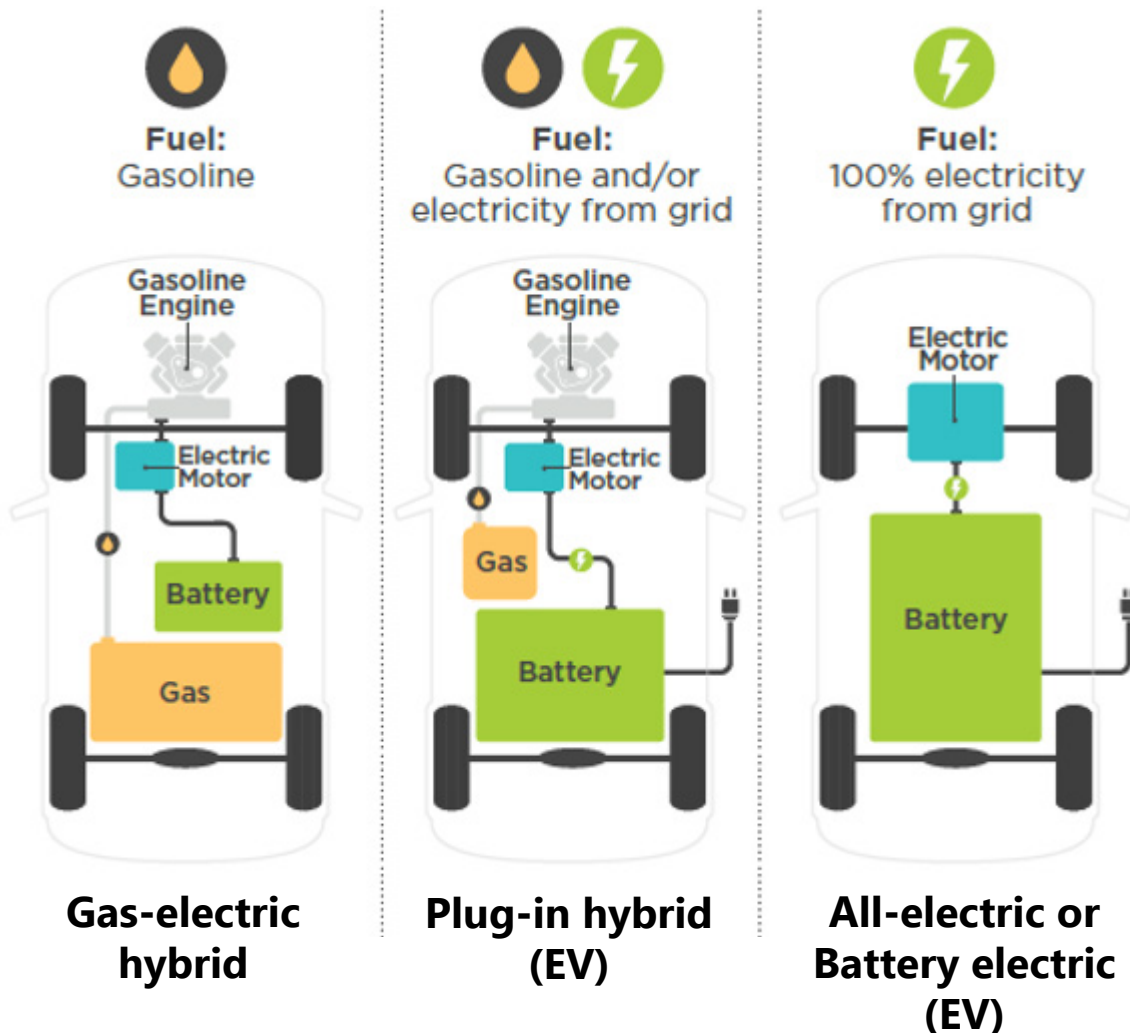 Fuel:
Gasoline
Gasoline
Engine
Electric
Motor
Battery
Gas
Gas-electric
hybrid
Fuel:
Gasoline and/or
electricity from grid
Gasoline
Engine
Electric
Motor
Gas
Battery
Plug-in hybrid
(EV)
Fuel:
100% electricity
from grid
Electric
Motor
Battery
All-electric or
Battery electric
(EV)